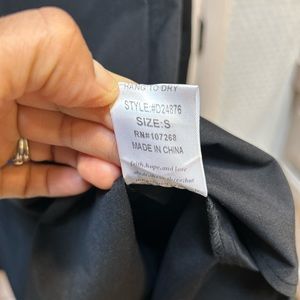 HANG TO DRY
STYLE:#D24876
SIZE:S
RN#107268
MADE IN CHINA
faith, hope, and love